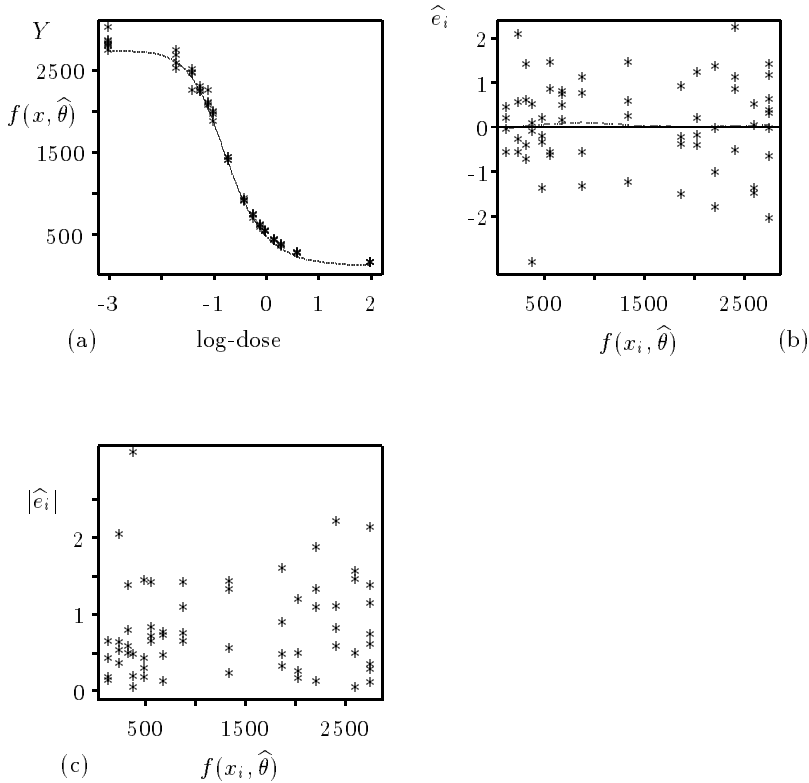 Y
f(x, θ̂)
2500
1500
500
-3
-1
0
1
2
(a)
log-dose
ê_i
2
1
0
-1
-2
500
1500
2500
f(x_i, θ̂)
(b)
|ê_i|
2
1
0
500
1500
2500
(c)
f(x_i, θ̂)